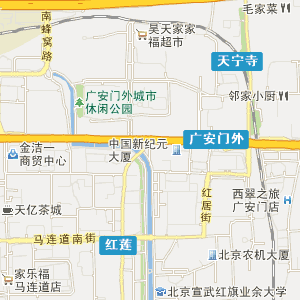 毛家菜
南蜂窝路
昊天家家
福超市
天宁寺
邻家小厨
广安门外城市
休闲公园
广安门外
金洁一
商贸中心
中国新纪元
大厦
红居街
西翠之旅
广安门店
天亿茶城
马连道南街
红莲
北京农机大厦
家乐福
马连道店
北京宣武红旗业余大学